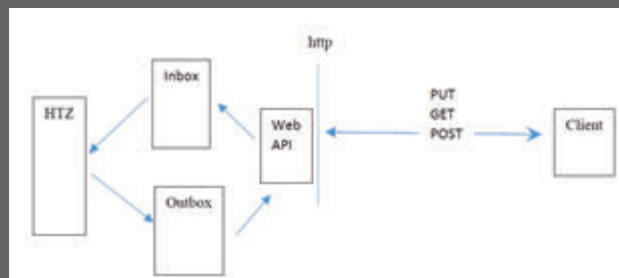 http
Inbox
HTZ
Web
API
PUT
GET
POST
Client
Outbox